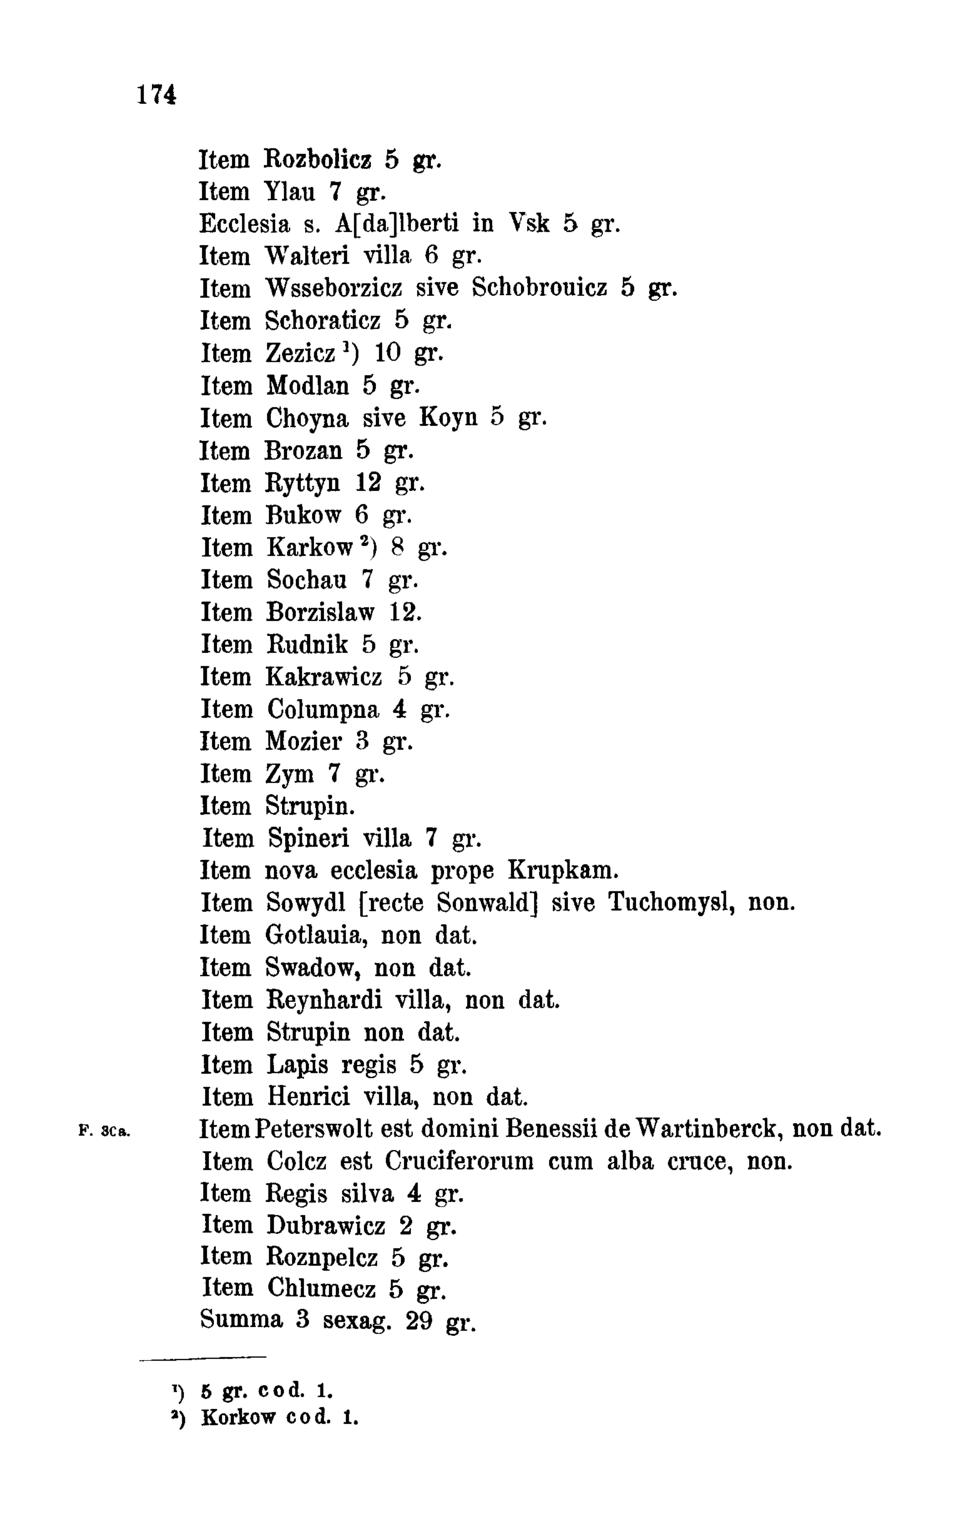 174
Item Rozbolicz 5 gr.
Item Ylau 7 gr.
Ecclesia s. A[da]lberti in Vsk 5 gr.
Item Walteri villa 6 gr.
Item Wsseborzicz sive Schobrouicz 5 gr.
Item Schoraticz 5 gr.
Item Zezicz ¹) 10 gr.
Item Modlan 5 gr.
Item Choyna sive Koyn 5 gr.
Item Brozan 5 gr.
Item Ryttyn 12 gr.
Item Bukow 6 gr.
Item Karkow ²) 8 gr.
Item Sochau 7 gr.
Item Borzislaw 12.
Item Rudnik 5 gr.
Item Kakrawicz 5 gr.
Item Columpna 4 gr.
Item Mozier 3 gr.
Item Zym 7 gr.
Item Strupin.
Item Spineri villa 7 gr.
Item nova ecclesia prope Krupkam.
Item Sowydl [recte Sonwald] sive Tuchomysl, non.
Item Gotlauia, non dat.
Item Swadow, non dat.
Item Reynhardi villa, non dat.
Item Strupin non dat.
Item Lapis regis 5 gr.
Item Henrici villa, non dat.
F. 3Ca. Item Peterswolt est domini Benessii de Wartinberck, non dat.
Item Colcz est Cruciferorum cum alba cruce, non.
Item Regis silva 4 gr.
Item Dubrawicz 2 gr.
Item Roznpelcz 5 gr.
Item Chlumecz 5 gr.
Summa 3 sexag. 29 gr.
¹) 5 gr. cod. 1.
²) Korkow cod. 1.